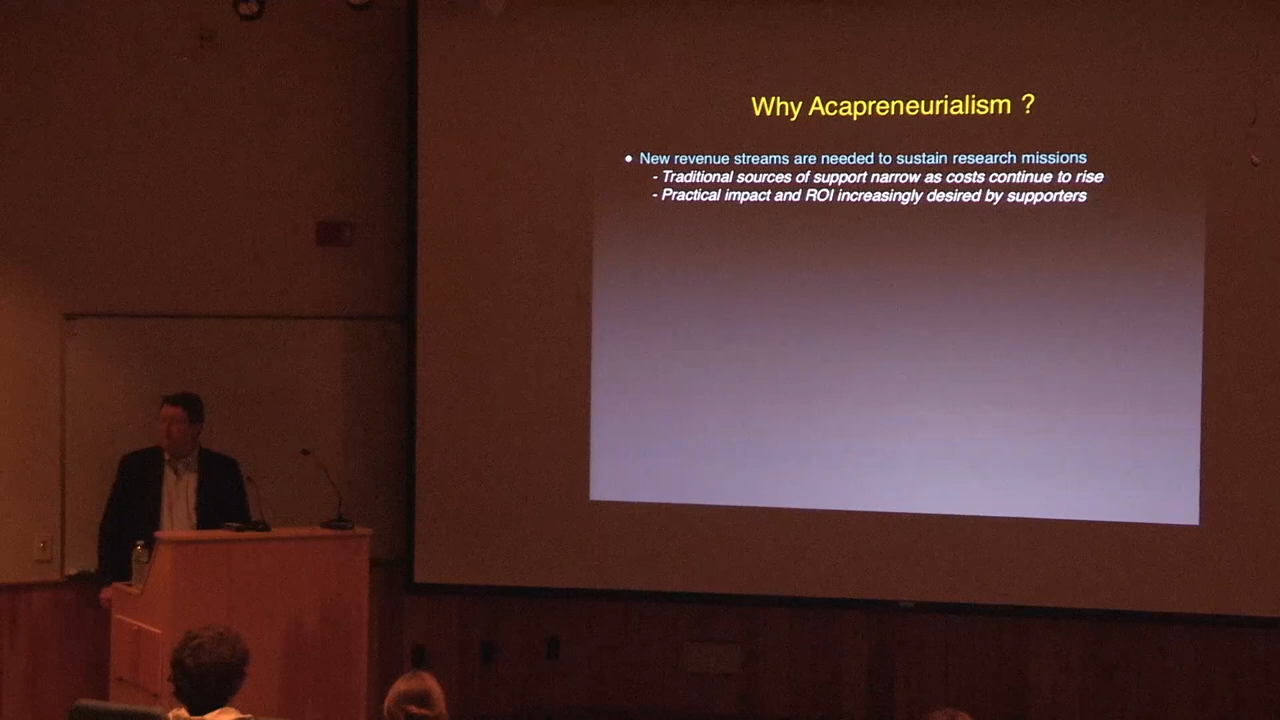 Why Acapreneurialism ?
• New revenue streams are needed to sustain research missions
- Traditional sources of support narrow as costs continue to rise
- Practical impact and ROI increasingly desired by supporters